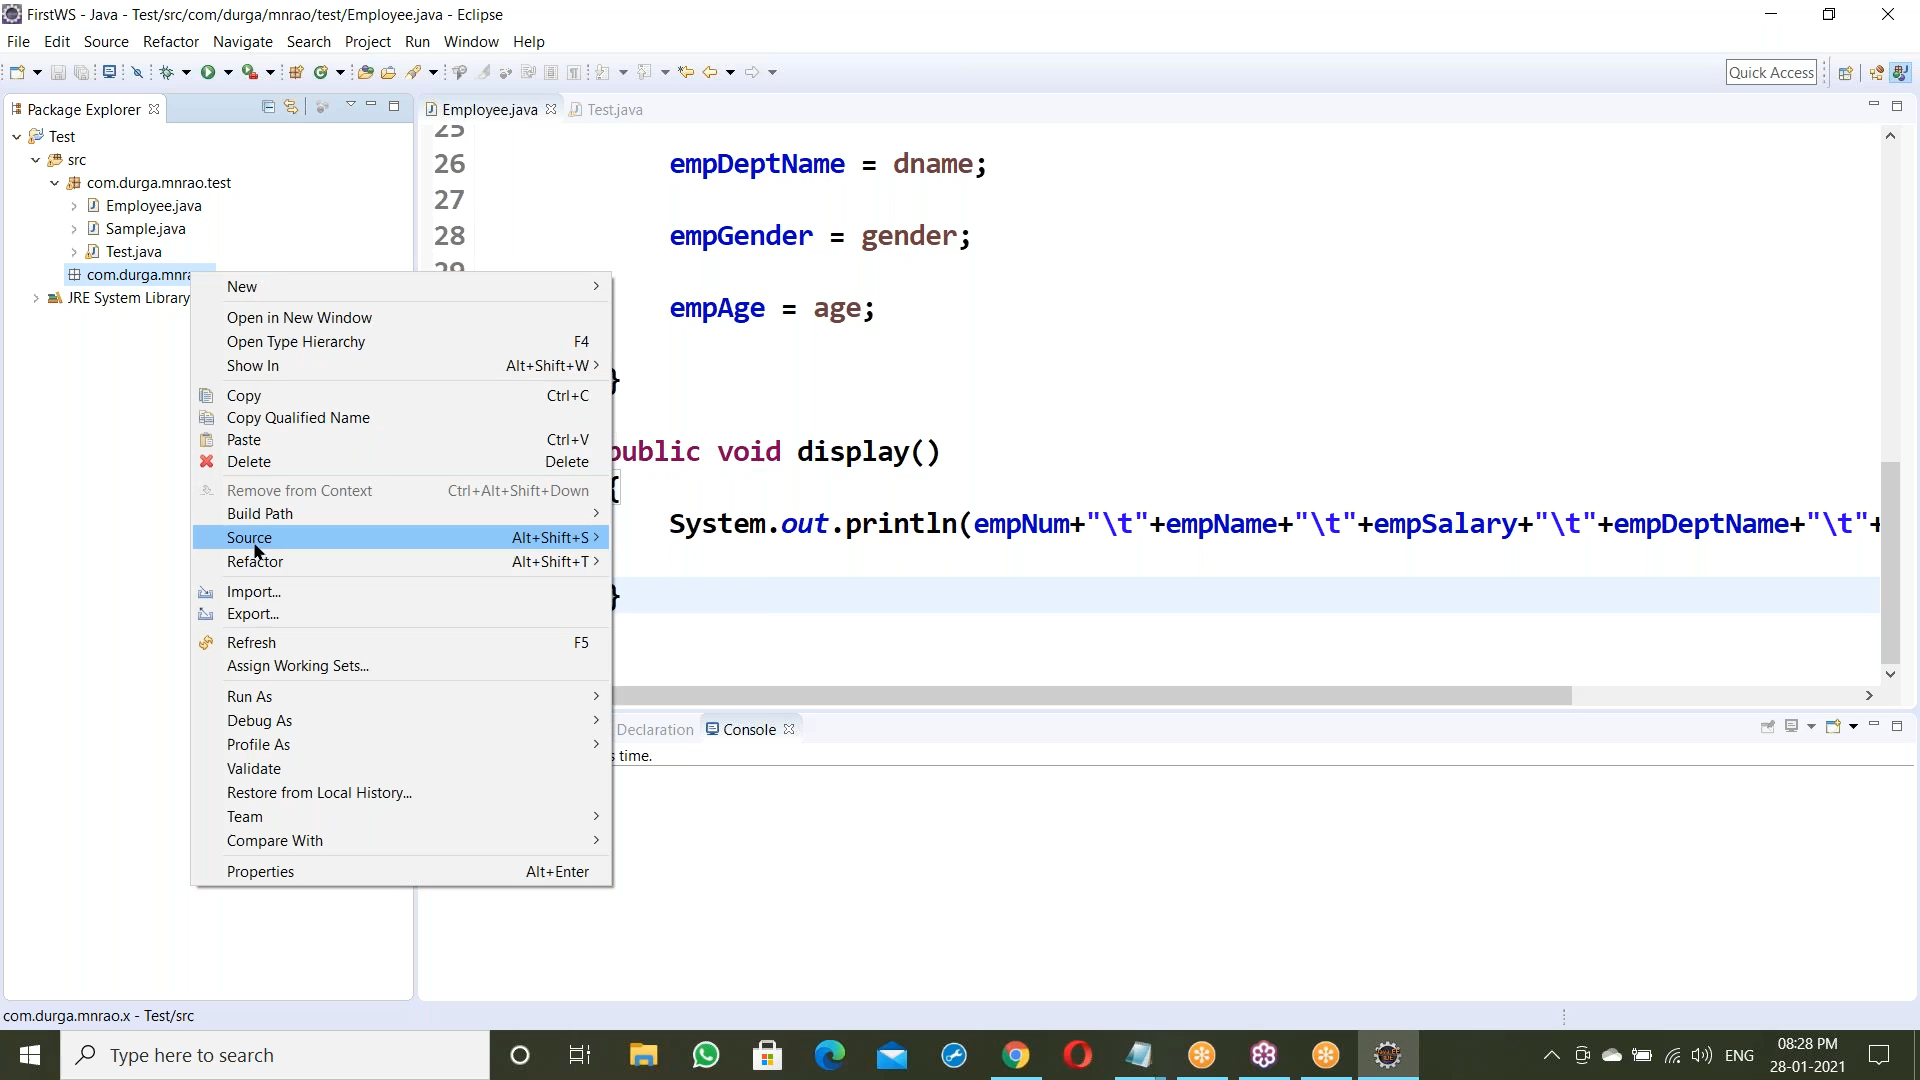 FirstWS - Java - Test/src/com/durga/mnrao/test/Employee.java - Eclipse
File Edit Source Refactor Navigate Search Project Run Window Help
Quick Access
Package Explorer
Test
src
com.durga.mnrao.test
Employee.java
Sample.java
Test.java
com.durga.mnra
JRE System Library
New
Open in New Window
Open Type Hierarchy F4
Show In Alt+Shift+W
Copy Ctrl+C
Copy Qualified Name
Paste Ctrl+V
Delete Delete
Remove from Context Ctrl+Alt+Shift+Down
Build Path
Source Alt+Shift+S
Refactor Alt+Shift+T
Import...
Export...
Refresh F5
Assign Working Sets...
Run As
Debug As
Profile As
Validate
Restore from Local History...
Team
Compare With
Properties Alt+Enter
Employee.java Test.java
25
26 empDeptName = dname;
27
28 empGender = gender;
29
empAge = age;
}
public void display()
{
System.out.println(empNum+"\t"+empName+"\t"+empSalary+"\t"+empDeptName+"\t"+
}
Declaration Console
time.
com.durga.mnrao.x - Test/src
Type here to search
ENG
08:28 PM
28-01-2021